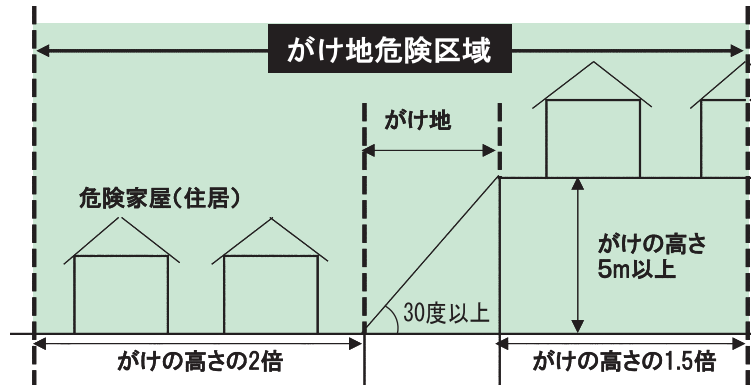 がけ地危険区域
がけ地
危険家屋（住居）
がけの高さ
5m以上
30度以上
がけの高さの2倍
がけの高さの1.5倍